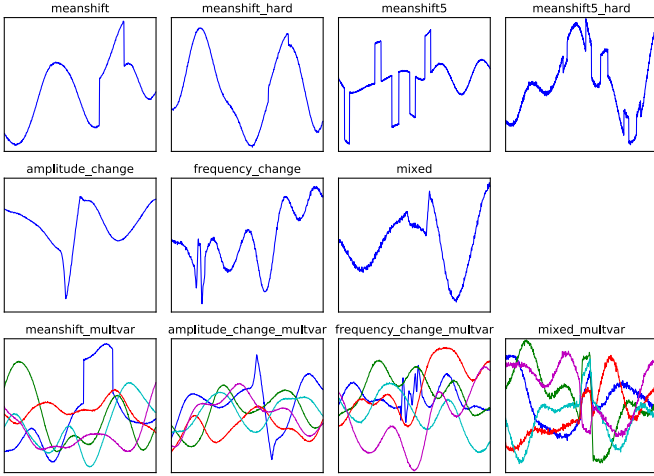 meanshift
meanshift_hard
meanshift5
meanshift5_hard
amplitude_change
frequency_change
mixed
meanshift_multvar
amplitude_change_multvar
frequency_change_multvar
mixed_multvar